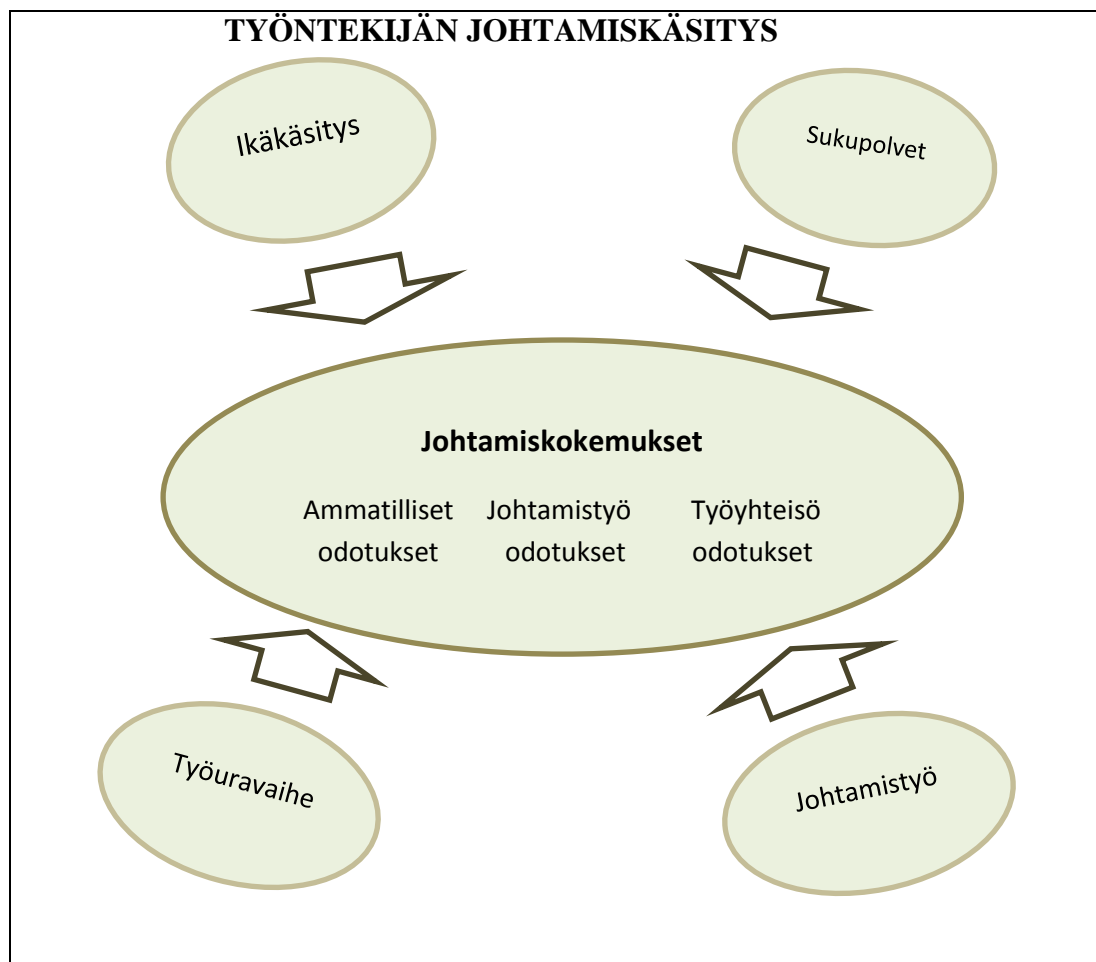 TYÖNTEKIJÄN JOHTAMISKÄSITYS
Ikäkäsitys
Sukupolvet
Johtamiskokemukset
Ammatilliset Johtamistyö Työyhteisö
odotukset odotukset odotukset
Työuravaihe
Johtamistyö